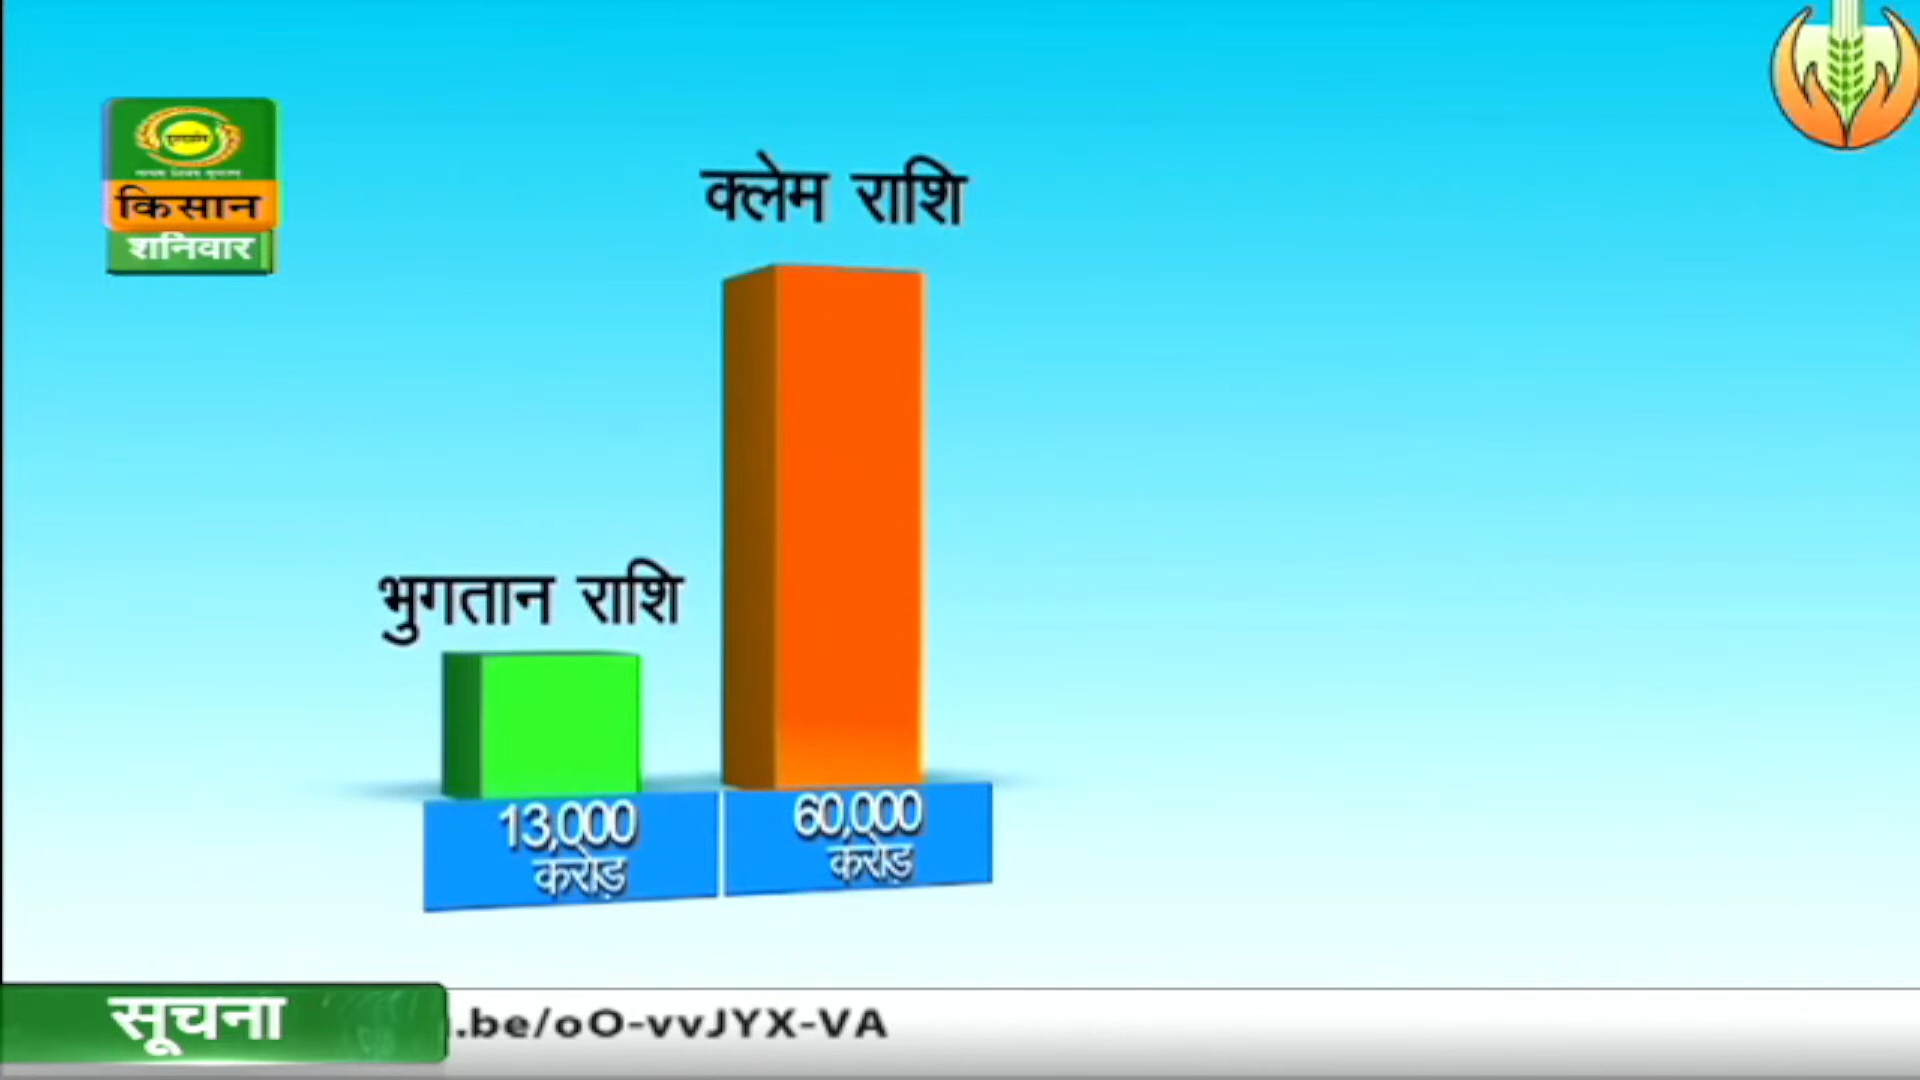 किसान
शनिवार
क्लेम राशि
भुगतान राशि
13,000
करोड़
60,000
करोड़
सूचना
.be/oO-vvJYX-VA